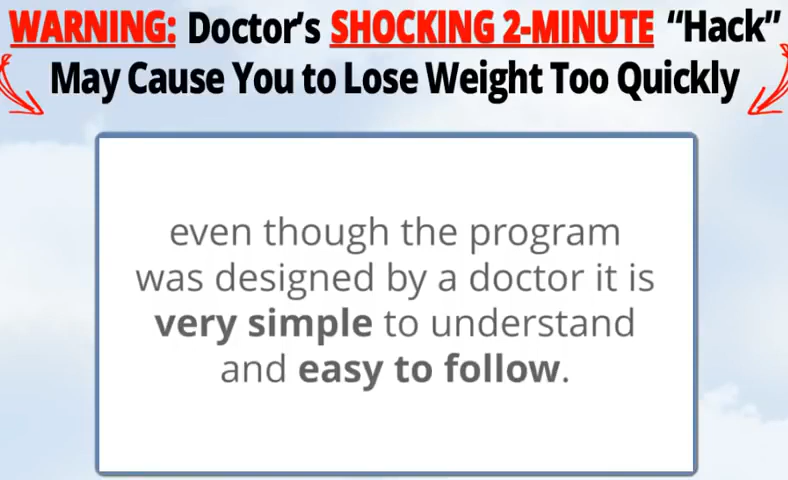 WARNING: Doctor's SHOCKING 2-MINUTE “Hack”
May Cause You to Lose Weight Too Quickly
even though the program
was designed by a doctor it is
very simple to understand
and easy to follow.